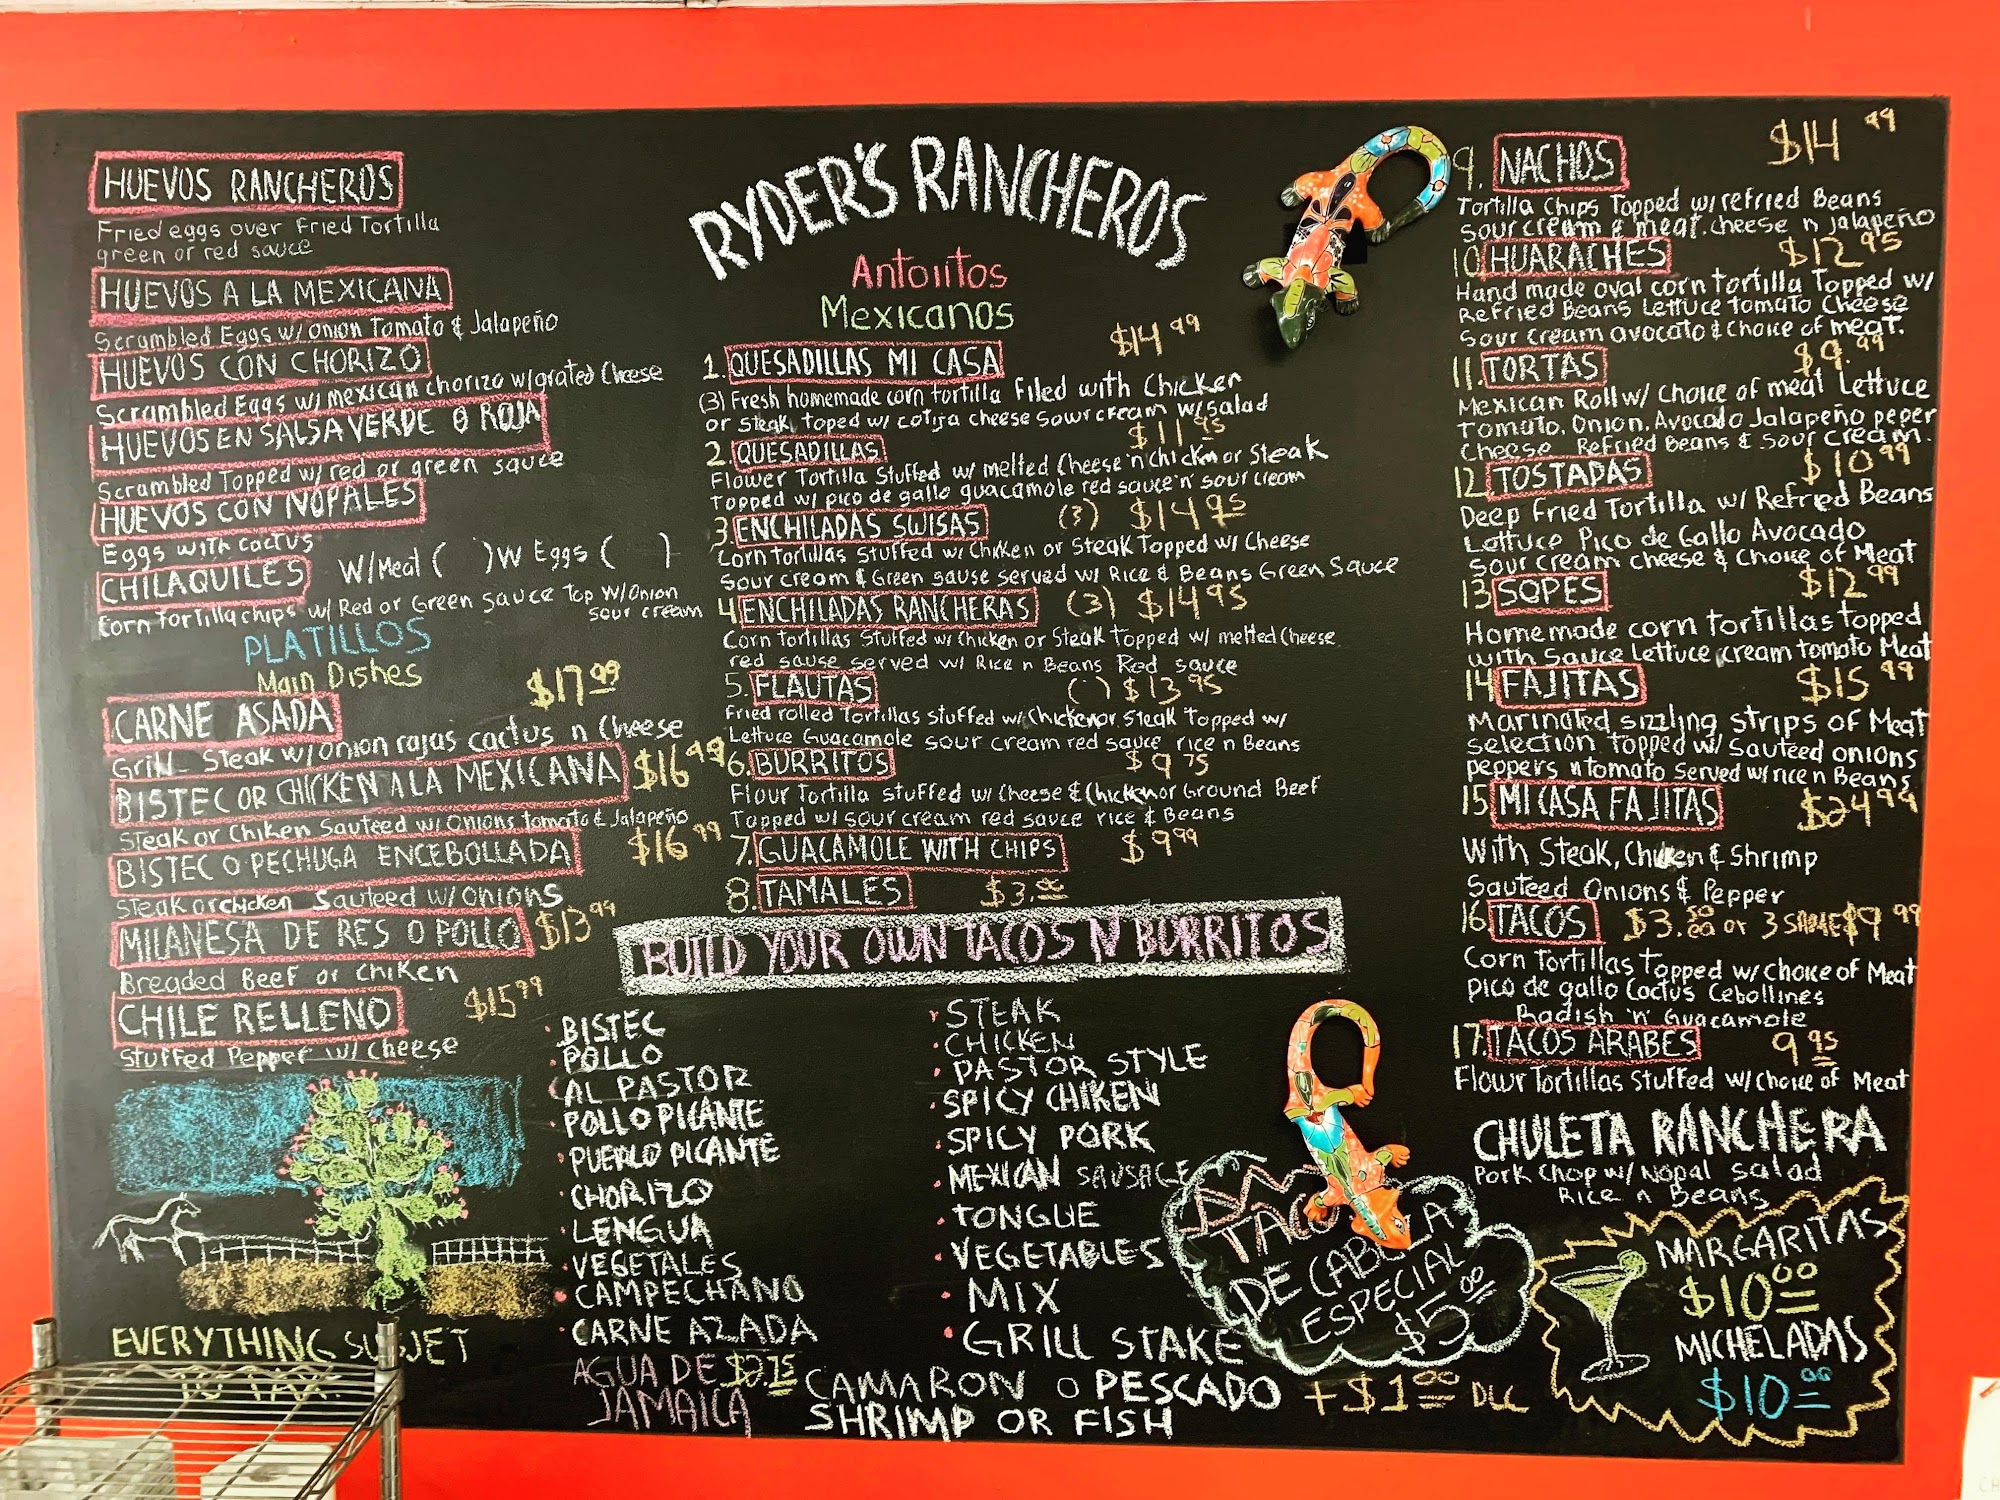 HUEVOS RANCHEROS
Fried eggs over Fried Tortilla
green or red sauce
HUEVOS A LA MEXICANA
Scrambled Eggs w/ onion Tomato & Jalapeño
HUEVOS CON CHORIZO
Scrambled Eggs w/ mexican chorizo w/grated Cheese
HUEVOS EN SALSA VERDE O ROJA
Scrambled Topped w/ red or green sauce
HUEVOS CON NOPALES
Eggs with cactus
CHILAQUILES W/Meat ( ) W Eggs ( )
Corn Tortilla chips w/ Red or Green sauce Top w/Onion
sour cream
PLATILLOS
Main Dishes
$17.99
CARNE ASADA
Grill Steak w/onion rajas cactus n Cheese
BISTEC OR CHICKEN A LA MEXICANA $16.99
Steak or Chiken Sauteed w/ Onions tomato & Jalapeño
BISTEC O PECHUGA ENCEBOLLADA $16.99
Steak or chicken Sauteed w/ onions
MILANESA DE RES O POLLO $13.99
Breaded Beef or Chiken
CHILE RELLENO $15.99
Stuffed Pepper w/ cheese
EVERYTHING SUBJET
TO TAX.
RYDER'S RANCHEROS
Antojitos
Mexicanos
1. QUESADILLAS MI CASA $14.99
(3) Fresh homemade corn tortilla Filed with Chicken
or Steak toped w/ cotija cheese sour cream w/salad
2. QUESADILLAS $11.95
Flower Tortilla Stuffed w/ melted Cheese 'n chicken or Steak
Topped w/ pico de gallo guacamole red sauce 'n' sour cream
3. ENCHILADAS SWISAS (3) $14.95
Corn tortillas Stuffed w/ Chicken or Steak Topped w/ Cheese
Sour cream & Green sause served w/ Rice & Beans Green Sauce
4 ENCHILADAS RANCHERAS (3) $14.95
Corn tortillas Stuffed w/ chicken or Steak topped w/ melted cheese
red sause served w/ Rice n Beans Red sauce
5. FLAUTAS ( ) $13.95
Fried rolled Tortillas stuffed w/ chicken or Steak Topped w/
Lettuce Guacamole sour cream red sauce rice n Beans
6. BURRITOS $9.75
Flour Tortilla stuffed w/ cheese & chicken or Ground Beef
Topped w/ sour cream red sauce rice & Beans
7. GUACAMOLE WITH CHIPS $9.99
8. TAMALES $3.00
BUILD YOUR OWN TACOS N BURRITOS
BISTEC
POLLO
AL PASTOR
POLLO PICANTE
PUERLO PICANTE
CHORIZO
LENGUA
VEGETALES
CAMPECHANO
CARNE AZADA
STEAK
CHICKEN
PASTOR STYLE
SPICY CHIKEN
SPICY PORK
MEXICAN SAUSAGE
TONGUE
VEGETABLES
MIX
GRILL STAKE
AGUA DE $2.75
JAMAICA
CAMARON O PESCADO +$1.00 DLL
SHRIMP OR FISH
TACO
DE CABEZA
ESPECIAL
$5.00
9. NACHOS $14.99
Tortilla Chips Topped w/ refried Beans
Sour cream & meat. cheese n jalapeño
10 HUARACHES $12.95
Hand made oval corn tortilla Topped w/
Refried Beans Lettuce tomato Cheese
Sour cream avocato & choice of meat.
11. TORTAS $9.99
Mexican Roll w/ choice of meat Lettuce
Tomato. Onion. Avocado Jalapeño peper
Cheese Refried Beans & sour cream.
12. TOSTADAS $10.99
Deep Fried Tortilla w/ Refried Beans
Lettuce Pico de Gallo Avocado
Sour cream cheese & Choice of Meat
13 SOPES $12.99
Homemade corn tortillas topped
with Sauce Lettuce cream tomato Meat
14 FAJITAS $15.99
Marinated sizzling strips of Meat
selection topped w/ Sauteed onions
peppers n tomato served w/ rice n Beans
15 MI CASA FAJITAS $24.99
With Steak, Chicken & Shrimp
Sauteed Onions & Pepper
16 TACOS $3.50 or 3 SAME $9.99
Corn Tortillas topped w/ choice of Meat
pico de gallo Cactus Cebollines
Radish 'n' Guacamole
17. TACOS ARABES 9.95
Flour Tortillas Stuffed w/ choice of Meat
CHULETA RANCHERA
Pork Chop w/ Nopal salad
Rice n Beans
MARGARITAS
$10.00
MICHELADAS
$10.00